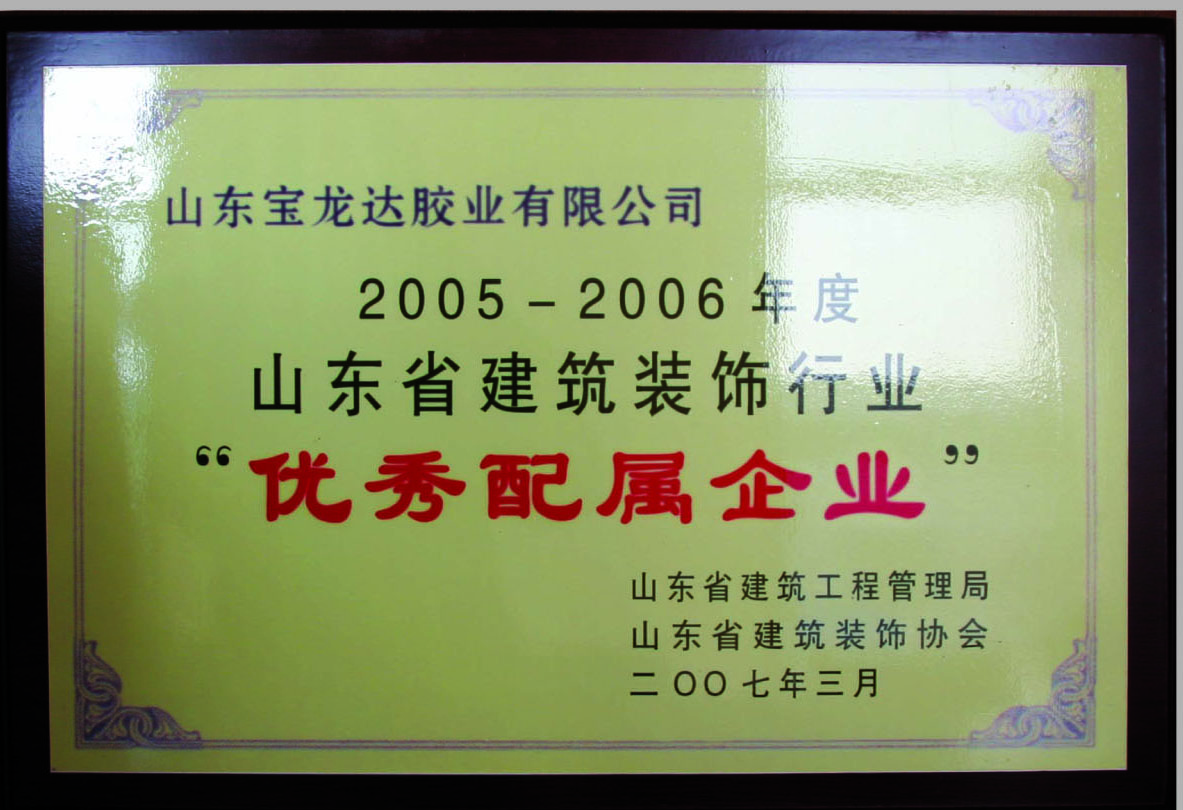 山东宝龙达胶业有限公司
2005-2006年度
山东省建筑装饰行业
“优秀配属企业”
山东省建筑工程管理局
山东省建筑装饰协会
二〇〇七年三月